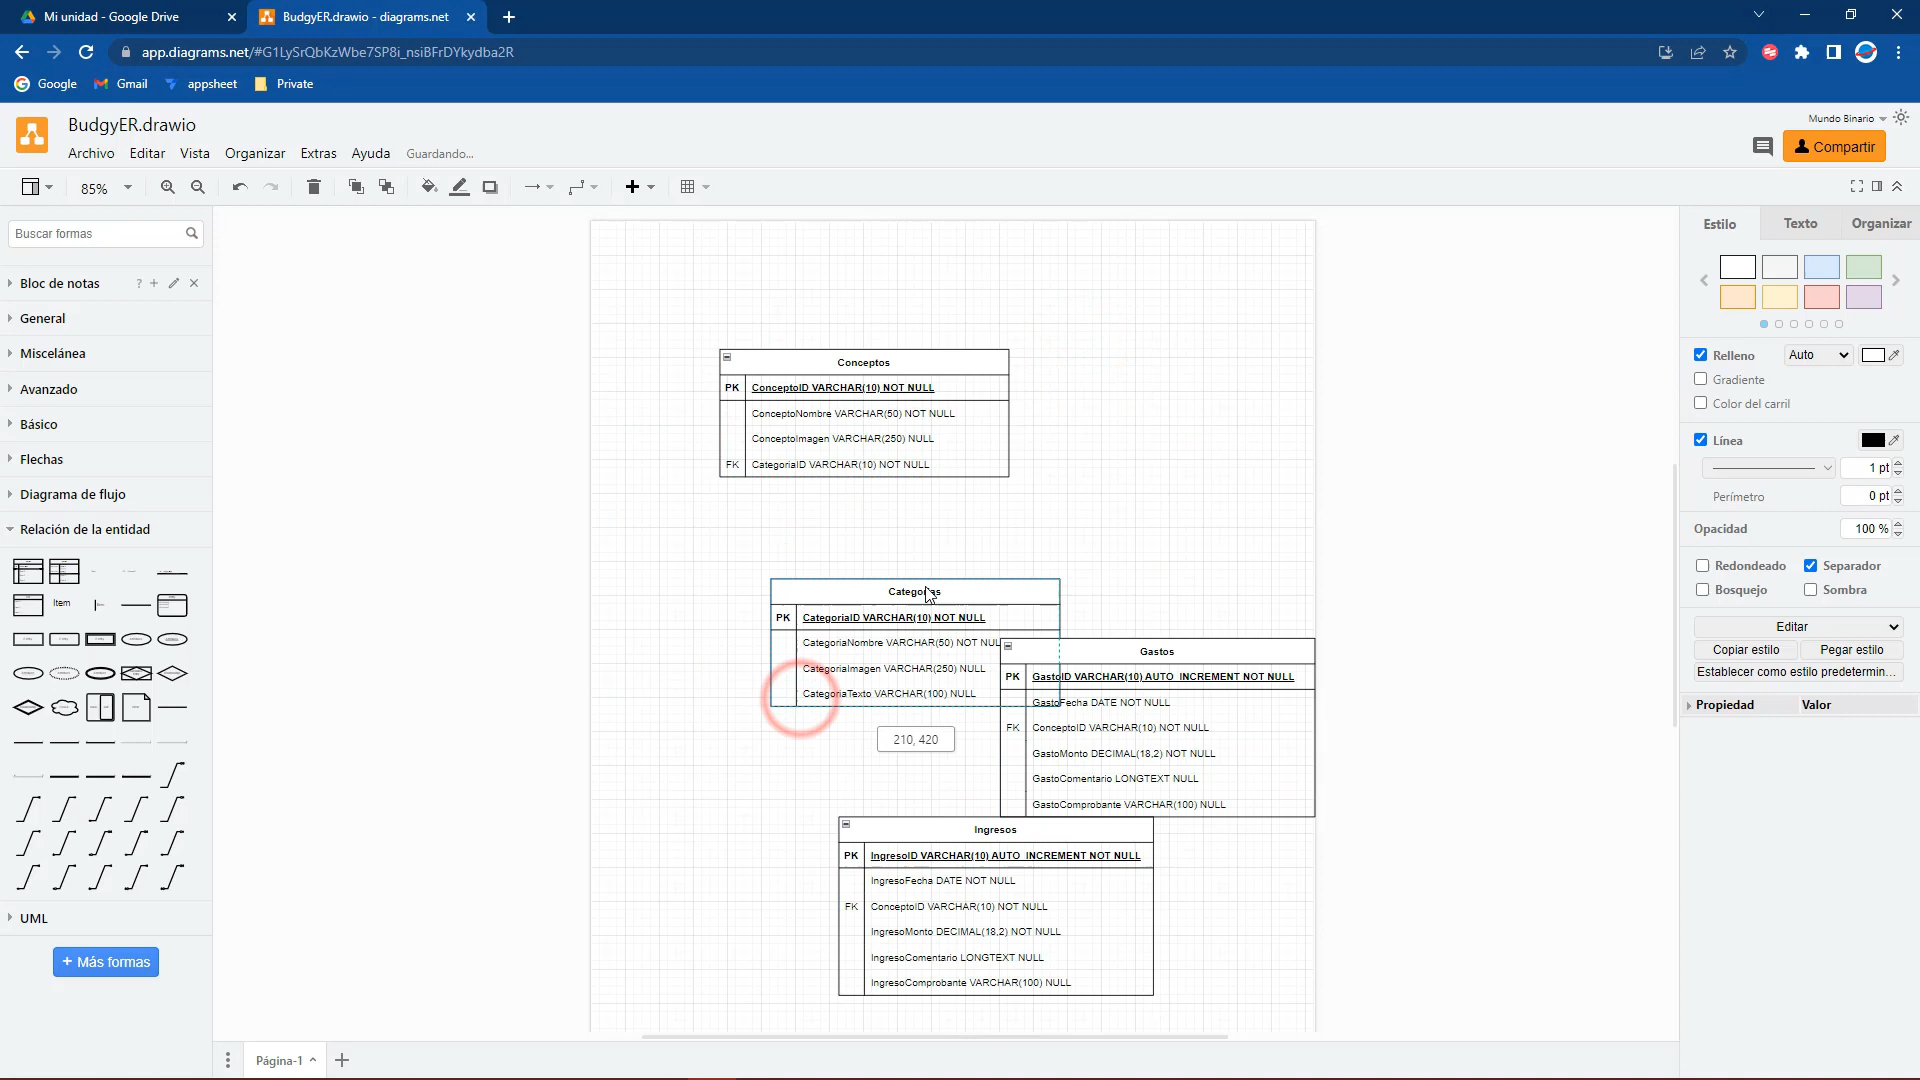 Mi unidad - Google Drive
BudgyER.drawio - diagrams.net
app.diagrams.net/#G1LySrQbKzWbe7SP8i_nsiBFrDYkydba2R
Google
Gmail
appsheet
Private
BudgyER.drawio
Mundo Binario
Archivo
Editar
Vista
Organizar
Extras
Ayuda
Guardando...
Compartir
85%
Buscar formas
Bloc de notas
?
General
Miscelánea
Avanzado
Básico
Flechas
Diagrama de flujo
Relación de la entidad
Item
UML
+ Más formas
Conceptos
PK ConceptoID VARCHAR(10) NOT NULL
ConceptoNombre VARCHAR(50) NOT NULL
ConceptoImagen VARCHAR(250) NULL
FK CategoriaID VARCHAR(10) NOT NULL
Categorias
PK CategoriaID VARCHAR(10) NOT NULL
CategoriaNombre VARCHAR(50) NOT NUL
CategoriaImagen VARCHAR(250) NULL
CategoriaTexto VARCHAR(100) NULL
210, 420
Gastos
PK GastoID VARCHAR(10) AUTO_INCREMENT NOT NULL
GastoFecha DATE NOT NULL
FK ConceptoID VARCHAR(10) NOT NULL
GastoMonto DECIMAL(18,2) NOT NULL
GastoComentario LONGTEXT NULL
GastoComprobante VARCHAR(100) NULL
Ingresos
PK IngresoID VARCHAR(10) AUTO_INCREMENT NOT NULL
IngresoFecha DATE NOT NULL
FK ConceptoID VARCHAR(10) NOT NULL
IngresoMonto DECIMAL(18,2) NOT NULL
IngresoComentario LONGTEXT NULL
IngresoComprobante VARCHAR(100) NULL
Página-1
Estilo
Texto
Organizar
Relleno
Auto
Gradiente
Color del carril
Línea
1 pt
Perímetro
0 pt
Opacidad
100 %
Redondeado
Separador
Bosquejo
Sombra
Editar
Copiar estilo
Pegar estilo
Establecer como estilo predetermin...
Propiedad
Valor